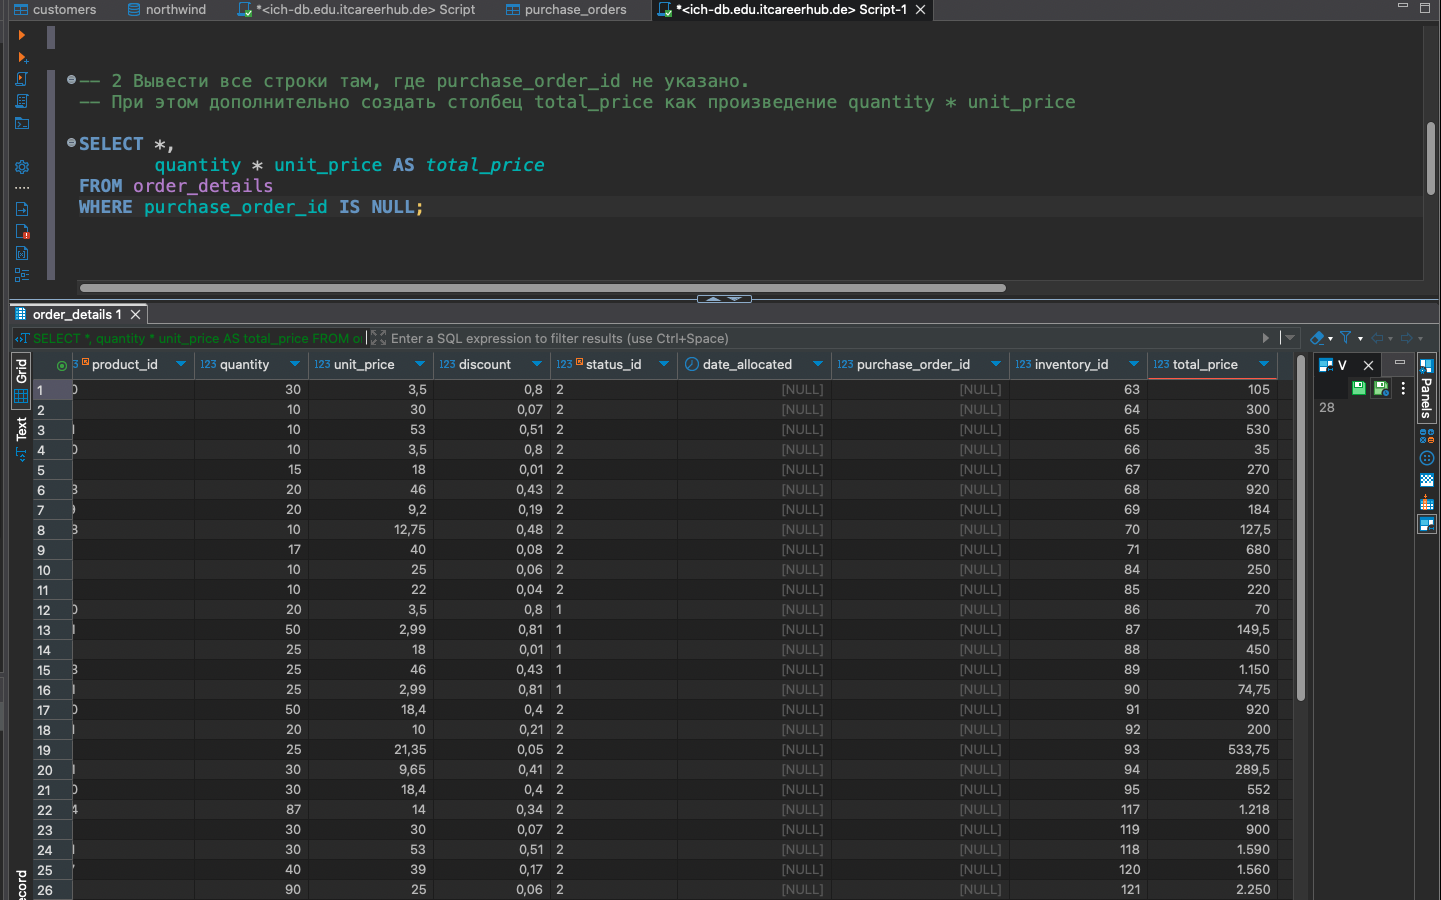 customers northwind *<ich-db.edu.itcareerhub.de> Script purchase_orders *<ich-db.edu.itcareerhub.de> Script-1
-- 2 Вывести все строки там, где purchase_order_id не указано.
-- При этом дополнительно создать столбец total_price как произведение quantity * unit_price
SELECT *,
quantity * unit_price AS total_price
FROM order_details
WHERE purchase_order_id IS NULL;
order_details 1
SELECT *, quantity * unit_price AS total_price FROM Enter a SQL expression to filter results (use Ctrl+Space)
Grid
Text
Panels
V
28
123 product_id 123 quantity 123 unit_price 123 discount 123 status_id date_allocated 123 purchase_order_id 123 inventory_id 123 total_price
1 30 3,5 0,8 2 [NULL] [NULL] 63 105
2 10 30 0,07 2 [NULL] [NULL] 64 300
3 10 53 0,51 2 [NULL] [NULL] 65 530
4 10 3,5 0,8 2 [NULL] [NULL] 66 35
5 15 18 0,01 2 [NULL] [NULL] 67 270
6 20 46 0,43 2 [NULL] [NULL] 68 920
7 20 9,2 0,19 2 [NULL] [NULL] 69 184
8 10 12,75 0,48 2 [NULL] [NULL] 70 127,5
9 17 40 0,08 2 [NULL] [NULL] 71 680
10 10 25 0,06 2 [NULL] [NULL] 84 250
11 10 22 0,04 2 [NULL] [NULL] 85 220
12 20 3,5 0,8 1 [NULL] [NULL] 86 70
13 50 2,99 0,81 1 [NULL] [NULL] 87 149,5
14 25 18 0,01 1 [NULL] [NULL] 88 450
15 25 46 0,43 1 [NULL] [NULL] 89 1.150
16 25 2,99 0,81 1 [NULL] [NULL] 90 74,75
17 50 18,4 0,4 2 [NULL] [NULL] 91 920
18 20 10 0,21 2 [NULL] [NULL] 92 200
19 25 21,35 0,05 2 [NULL] [NULL] 93 533,75
20 30 9,65 0,41 2 [NULL] [NULL] 94 289,5
21 30 18,4 0,4 2 [NULL] [NULL] 95 552
22 87 14 0,34 2 [NULL] [NULL] 117 1.218
23 30 30 0,07 2 [NULL] [NULL] 119 900
24 30 53 0,51 2 [NULL] [NULL] 118 1.590
25 40 39 0,17 2 [NULL] [NULL] 120 1.560
26 90 25 0,06 2 [NULL] [NULL] 121 2.250